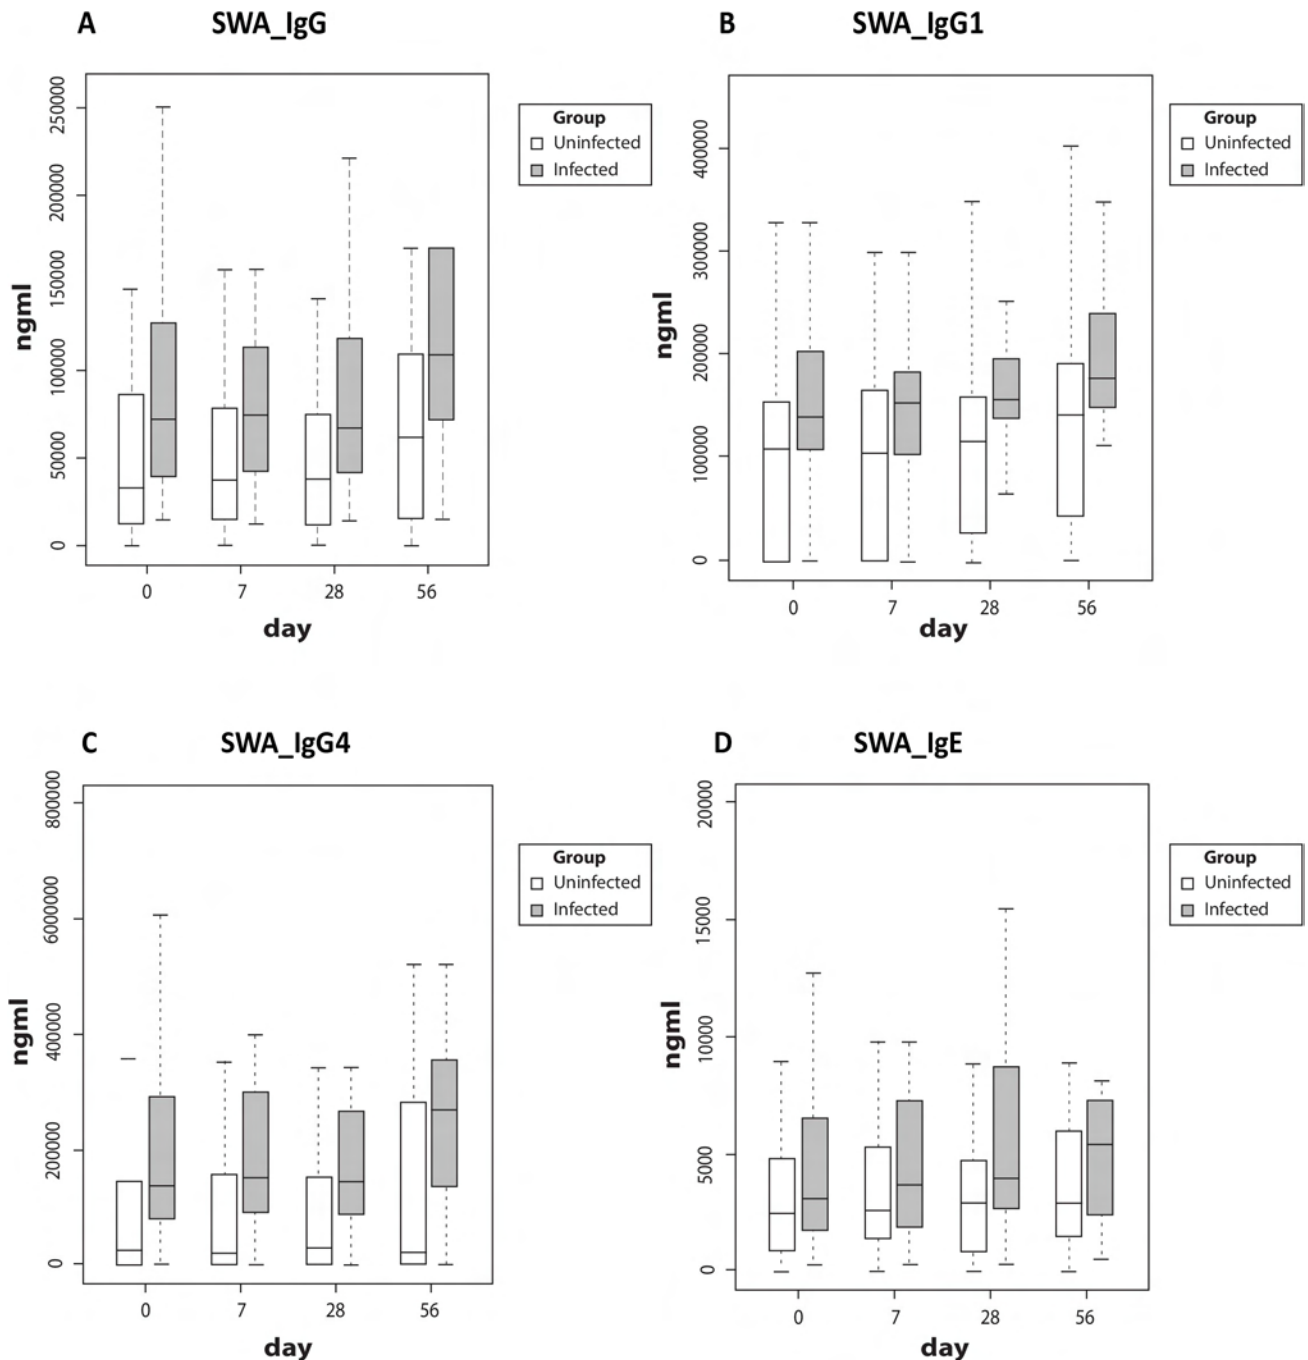 A SWA_IgG
250000
200000
150000
100000
50000
0
ngml
0 7 28 56
day
Group
Uninfected
Infected
B SWA_IgG1
400000
300000
200000
100000
0
ngml
0 7 28 56
day
Group
Uninfected
Infected
C SWA_IgG4
800000
6000000
400000
200000
0
ngml
0 7 28 56
day
Group
Uninfected
Infected
D SWA_IgE
20000
15000
10000
5000
0
ngml
0 7 28 56
day
Group
Uninfected
Infected